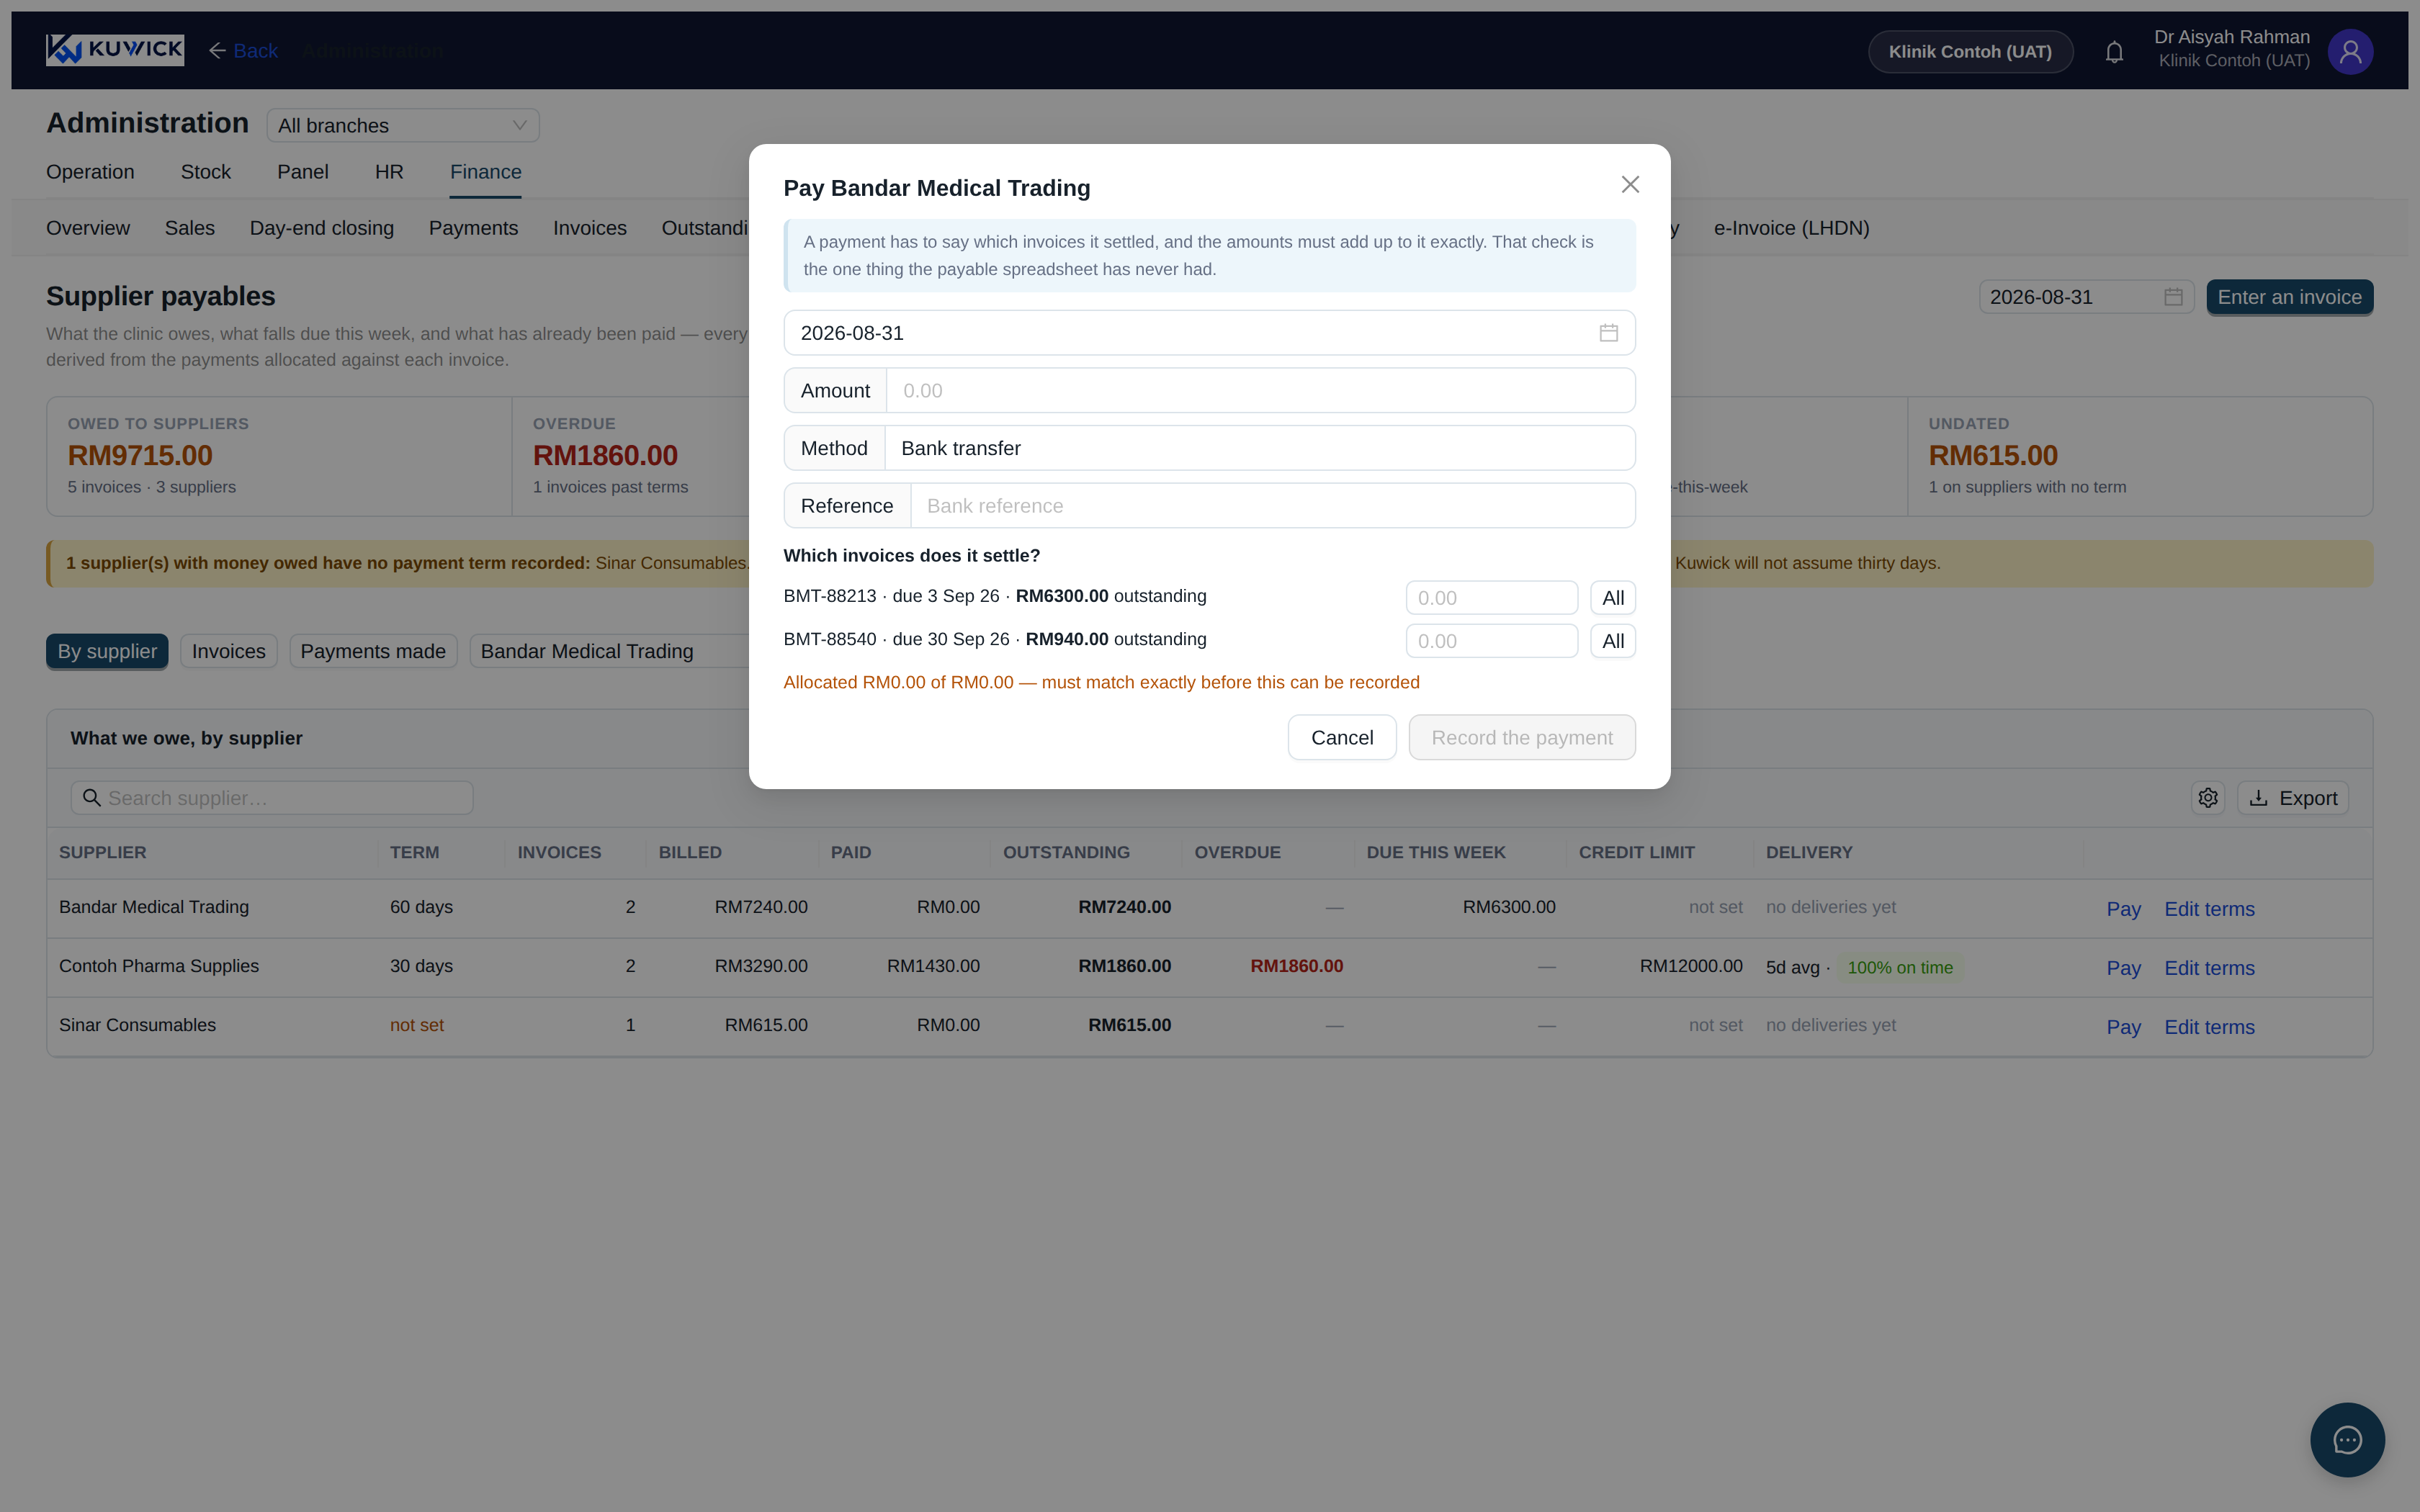 KUWICK
Back
Administration
Klinik Contoh (UAT)
Dr Aisyah Rahman
Klinik Contoh (UAT)
Administration
All branches
Operation Stock Panel HR Finance
Overview Sales Day-end closing Payments Invoices Outstandi y e-Invoice (LHDN)
Supplier payables
2026-08-31
Enter an invoice
What the clinic owes, what falls due this week, and what has already been paid — every
derived from the payments allocated against each invoice.
OWED TO SUPPLIERS
RM9715.00
5 invoices · 3 suppliers
OVERDUE
RM1860.00
1 invoices past terms
-this-week
UNDATED
RM615.00
1 on suppliers with no term
1 supplier(s) with money owed have no payment term recorded: Sinar Consumables. Kuwick will not assume thirty days.
By supplier Invoices Payments made Bandar Medical Trading
Pay Bandar Medical Trading
A payment has to say which invoices it settled, and the amounts must add up to it exactly. That check is
the one thing the payable spreadsheet has never had.
2026-08-31
Amount 0.00
Method Bank transfer
Reference Bank reference
Which invoices does it settle?
BMT-88213 · due 3 Sep 26 · RM6300.00 outstanding 0.00 All
BMT-88540 · due 30 Sep 26 · RM940.00 outstanding 0.00 All
Allocated RM0.00 of RM0.00 — must match exactly before this can be recorded
Cancel Record the payment
What we owe, by supplier
Search supplier…
Export
SUPPLIER TERM INVOICES BILLED PAID OUTSTANDING OVERDUE DUE THIS WEEK CREDIT LIMIT DELIVERY
Bandar Medical Trading 60 days 2 RM7240.00 RM0.00 RM7240.00 — RM6300.00 not set no deliveries yet Pay Edit terms
Contoh Pharma Supplies 30 days 2 RM3290.00 RM1430.00 RM1860.00 RM1860.00 — RM12000.00 5d avg · 100% on time Pay Edit terms
Sinar Consumables not set 1 RM615.00 RM0.00 RM615.00 — — not set no deliveries yet Pay Edit terms